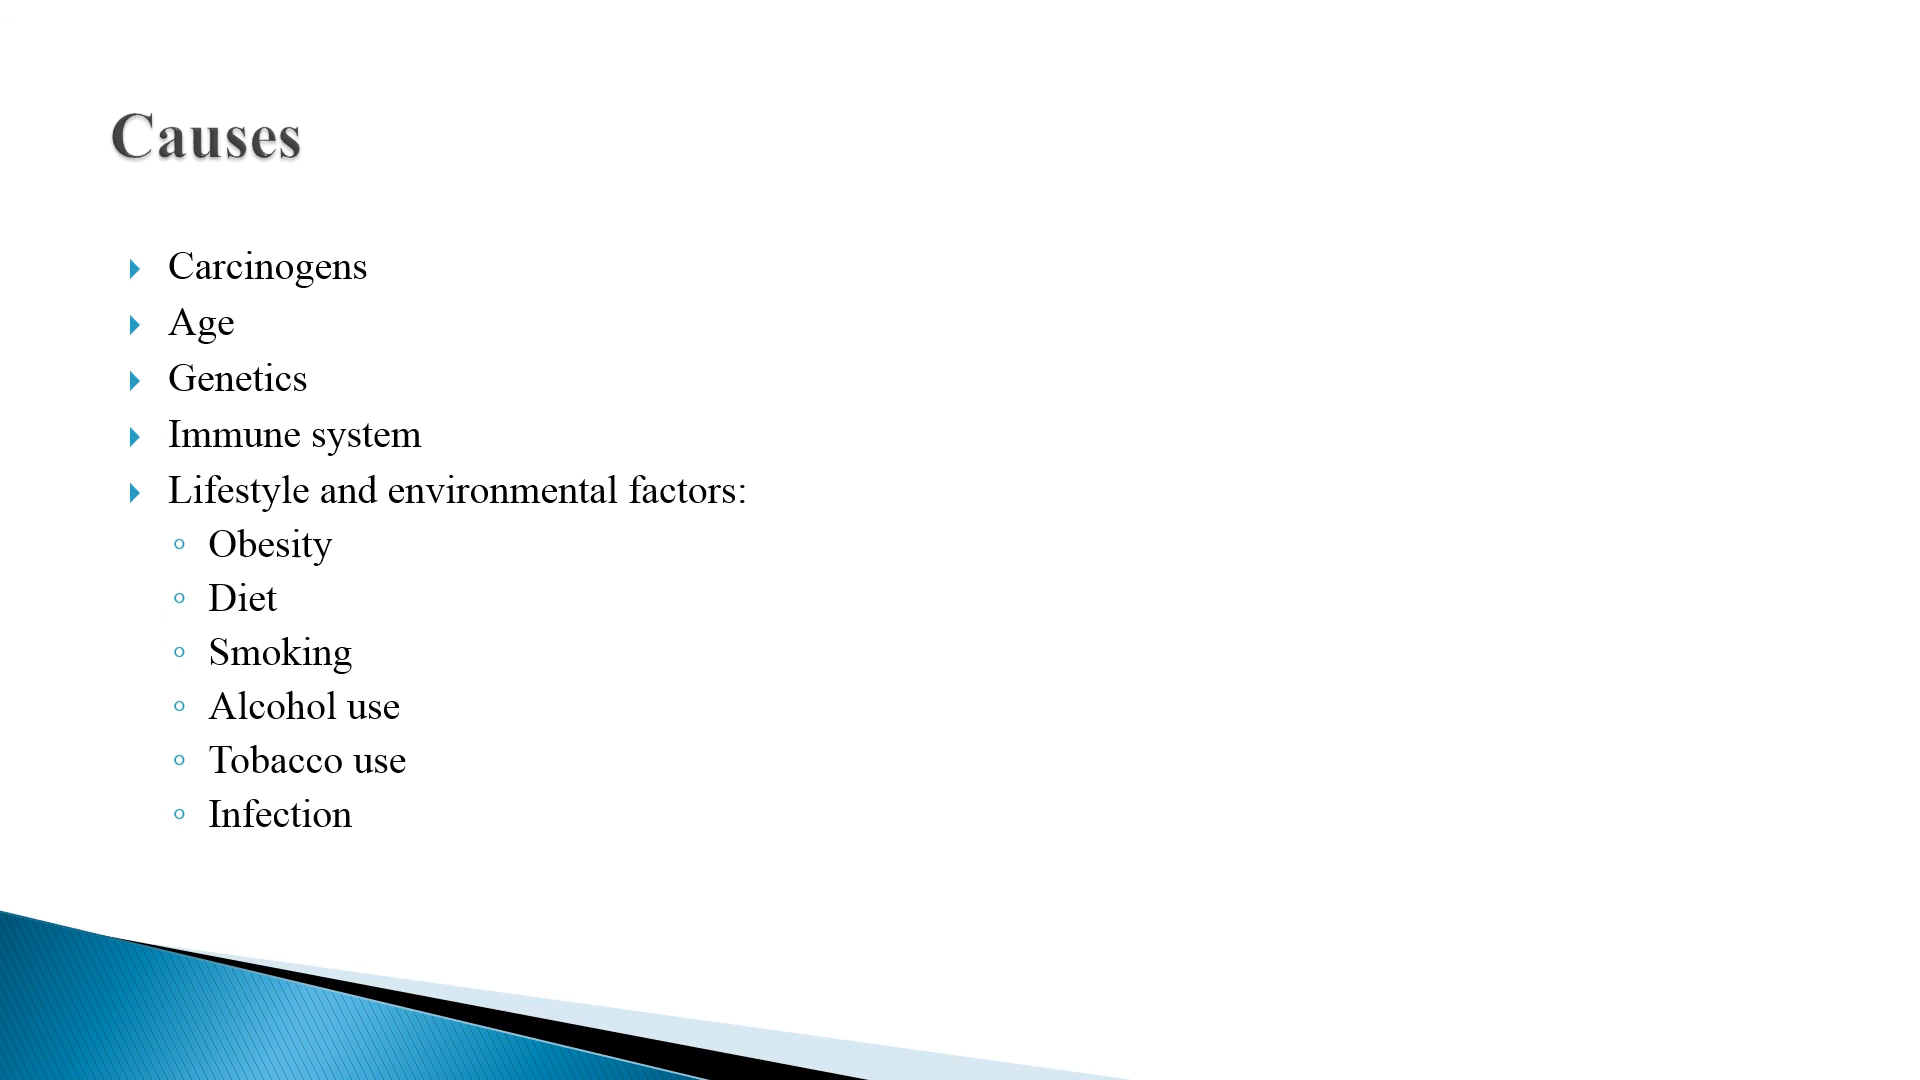 Causes
Carcinogens
Age
Genetics
Immune system
Lifestyle and environmental factors:
Obesity
Diet
Smoking
Alcohol use
Tobacco use
Infection